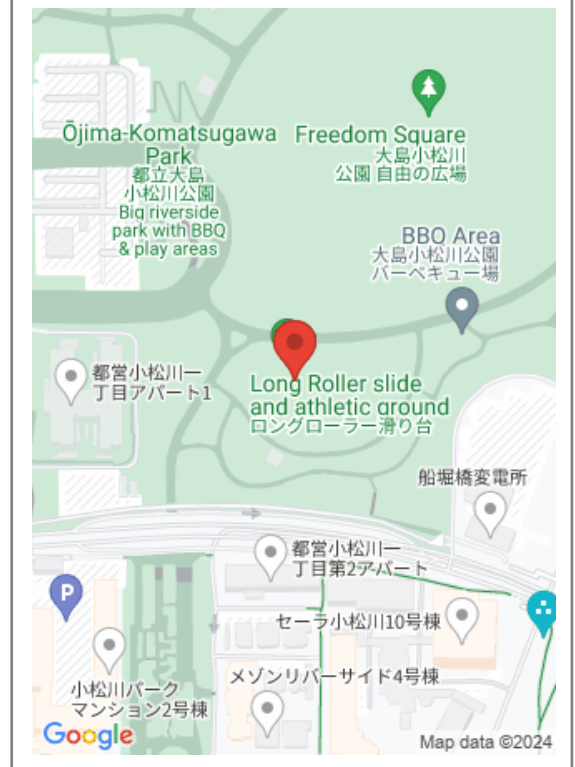 Ōjima-Komatsugawa
Park
都立大島
小松川公園
Big riverside
park with BBQ
& play areas
Freedom Square
大島小松川
公園 自由の広場
BBQ Area
大島小松川公園
バーベキュー場
都営小松川一
丁目アパート1
Long Roller slide
and athletic ground
ロングローラー滑り台
船堀橋変電所
都営小松川一
丁目第2アパート
P
セーラ小松川10号棟
小松川パーク
マンション2号棟
メゾンリバーサイド4号棟
Google
Map data ©2024